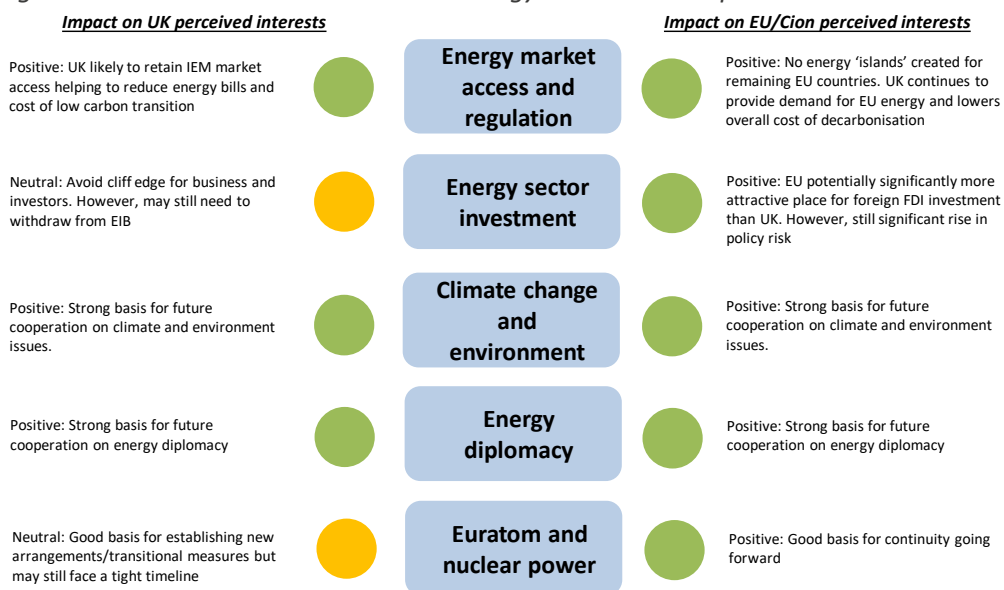 Impact on UK perceived interests
Impact on EU/Cion perceived interests
Positive: UK likely to retain IEM market
access helping to reduce energy bills and
cost of low carbon transition
Energy market
access and
regulation
Positive: No energy ‘islands’ created for
remaining EU countries. UK continues to
provide demand for EU energy and lowers
overall cost of decarbonisation
Neutral: Avoid cliff edge for business and
investors. However, may still need to
withdraw from EIB
Energy sector
investment
Positive: EU potentially significantly more
attractive place for foreign FDI investment
than UK. However, still significant rise in
policy risk
Positive: Strong basis for future
cooperation on climate and environment
issues.
Climate change
and
environment
Positive: Strong basis for future
cooperation on climate and environment
issues.
Positive: Strong basis for future
cooperation on energy diplomacy
Energy
diplomacy
Positive: Strong basis for future
cooperation on energy diplomacy
Neutral: Good basis for establishing new
arrangements/transitional measures but
may still face a tight timeline
Euratom and
nuclear power
Positive: Good basis for continuity going
forward